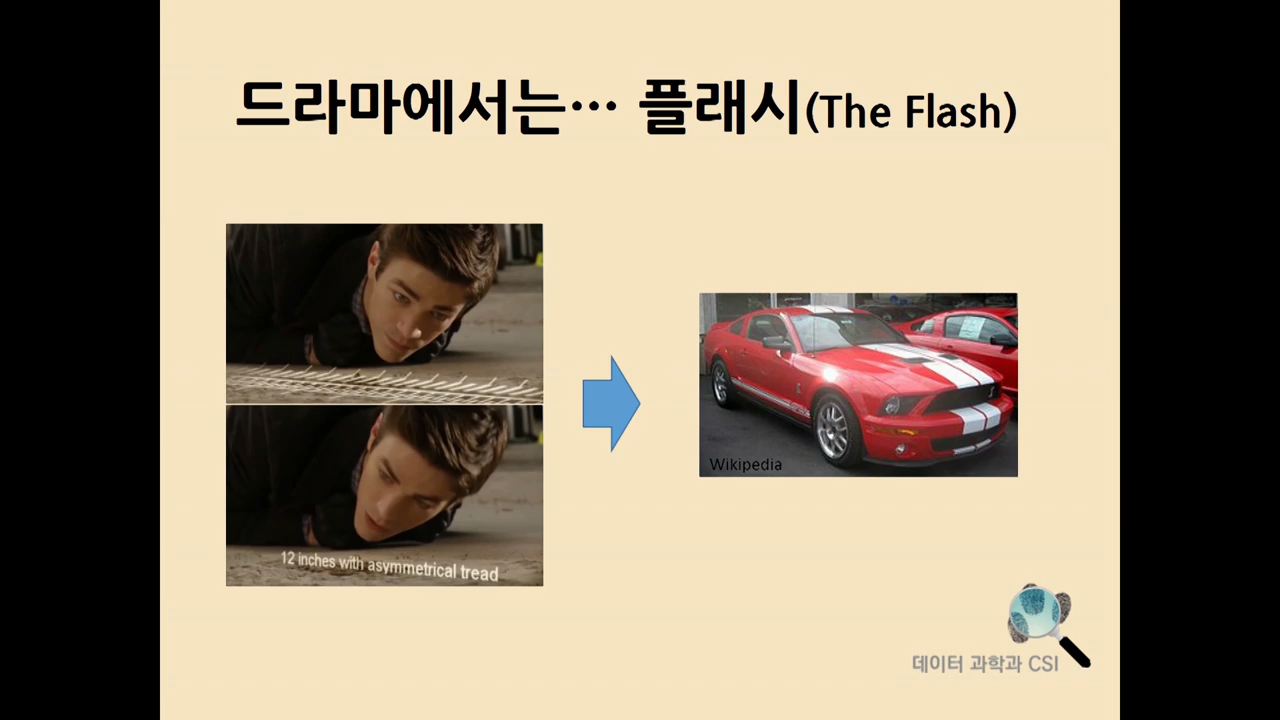 드라마에서는… 플래시(The Flash)
12 inches with asymmetrical tread
Wikipedia
데이터 과학과 CSI